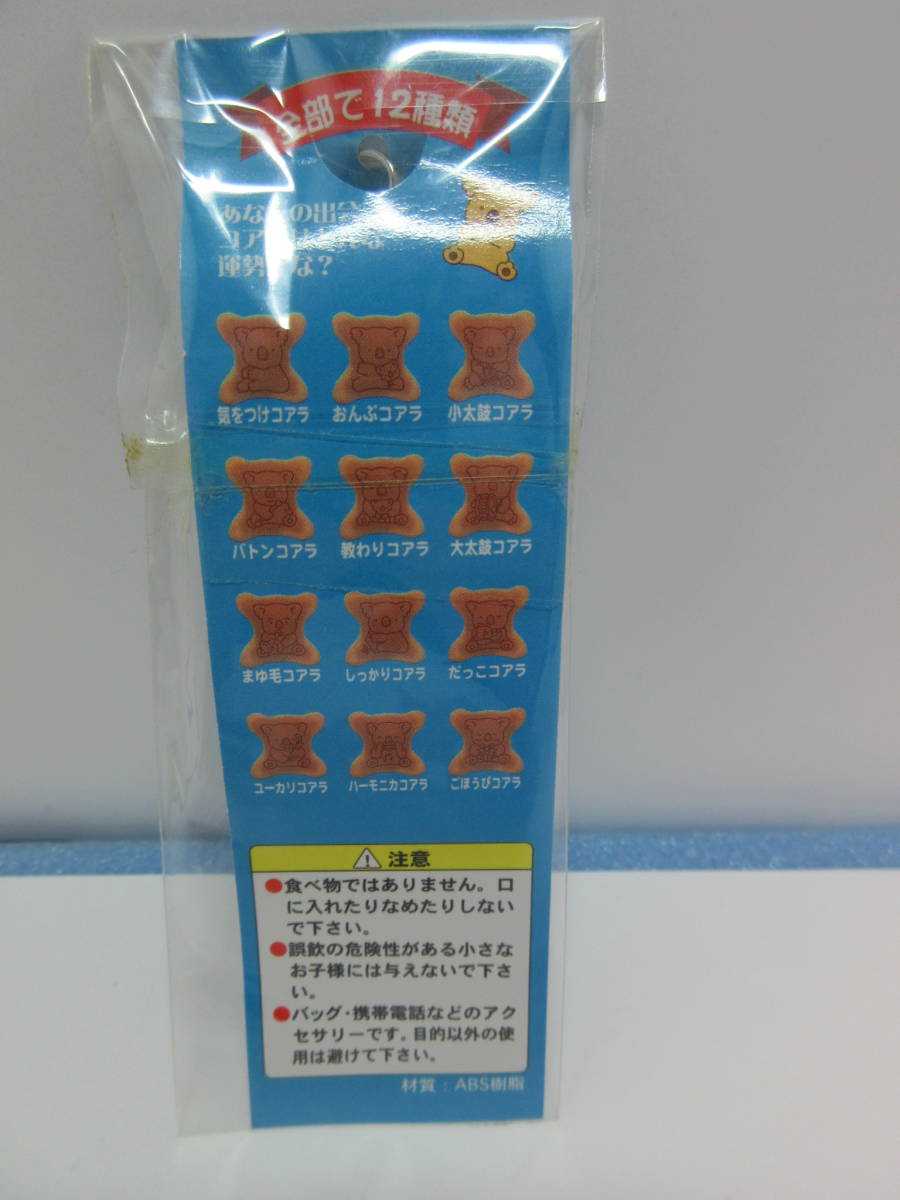 全部で12種類
あなたの出会
コア
運勢 な?
気をつけコアラ おんぶコアラ 小太鼓コアラ
バトンコアラ 教わりコアラ 大太鼓コアラ
まゆ毛コアラ しっかりコアラ だっこコアラ
ユーカリコアラ ハーモニカコアラ ごほうびコアラ
注意
●食べ物ではありません。口
に入れたりなめたりしない
で下さい。
●誤飲の危険性がある小さな
お子様には与えないで下さ
い。
●バッグ・携帯電話などのアク
セサリーです。目的以外の使
用は避けて下さい。
材質:ABS樹脂